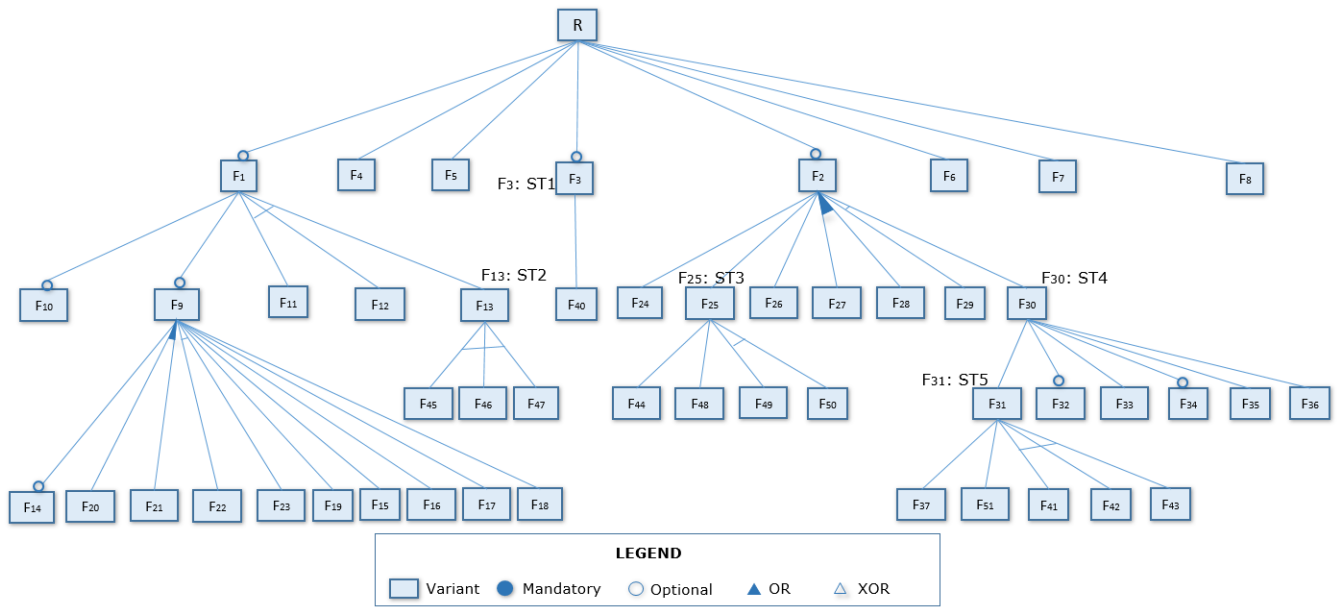 R
F1
F4
F5
F3: ST1
F3
F2
F6
F7
F8
F13: ST2
F25: ST3
F30: ST4
F10
F9
F11
F12
F13
F40
F24
F25
F26
F27
F28
F29
F30
F31: ST5
F45
F46
F47
F44
F48
F49
F50
F31
F32
F33
F34
F35
F36
F14
F20
F21
F22
F23
F19
F15
F16
F17
F18
F37
F51
F41
F42
F43
LEGEND
Variant Mandatory Optional OR XOR